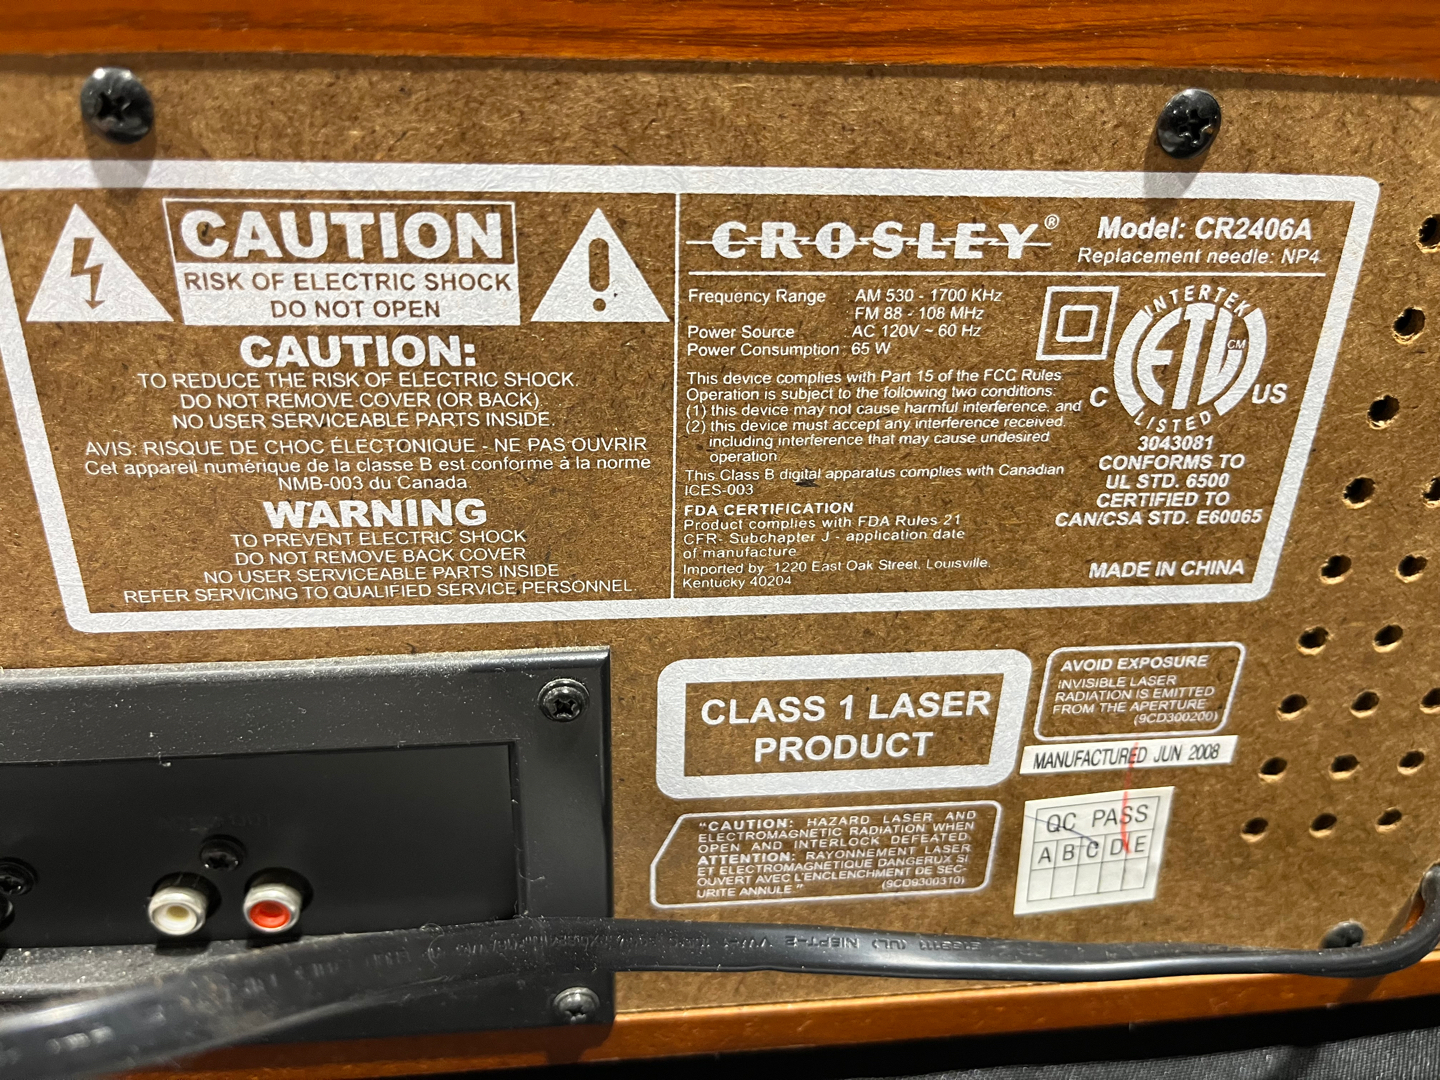 CAUTION
RISK OF ELECTRIC SHOCK
DO NOT OPEN
CAUTION:
TO REDUCE THE RISK OF ELECTRIC SHOCK.
DO NOT REMOVE COVER (OR BACK).
NO USER SERVICEABLE PARTS INSIDE.
AVIS: RISQUE DE CHOC ÉLECTONIQUE - NE PAS OUVRIR
Cet appareil numérique de la classe B est conforme à la norme
NMB-003 du Canada.
WARNING
TO PREVENT ELECTRIC SHOCK
DO NOT REMOVE BACK COVER
NO USER SERVICEABLE PARTS INSIDE
REFER SERVICING TO QUALIFIED SERVICE PERSONNEL.
CROSLEY®
Model: CR2406A
Replacement needle: NP4
Frequency Range : AM 530 - 1700 KHz
FM 88 - 108 MHz
Power Source : AC 120V ~ 60 Hz
Power Consumption : 65 W
This device complies with Part 15 of the FCC Rules
Operation is subject to the following two conditions.
(1) this device may not cause harmful interference, and
(2) this device must accept any interference received.
including interference that may cause undesired
operation.
This Class B digital apparatus complies with Canadian
ICES-003
FDA CERTIFICATION
Product complies with FDA Rules 21
CFR- Subchapter J - application date
of manufacture
Imported by 1220 East Oak Street. Louisville.
Kentucky 40204
INTERTEK
ETL CM
C US
LISTED
3043081
CONFORMS TO
UL STD. 6500
CERTIFIED TO
CAN/CSA STD. E60065
MADE IN CHINA
CLASS 1 LASER
PRODUCT
AVOID EXPOSURE
INVISIBLE LASER
RADIATION IS EMITTED
FROM THE APERTURE
(9CD300200)
MANUFACTURED JUN 2008
"CAUTION: HAZARD LASER AND
ELECTROMAGNETIC RADIATION WHEN
OPEN AND INTERLOCK DEFEATED.
ATTENTION: RAYONNEMENT LASER
ET ELECTROMAGNETIQUE DANGERUX SI
OUVERT AVEC L'ENCLENCHMENT DE SEC-
URITE ANNULE."
(9CD9300310)
QC PASS
A B C D E